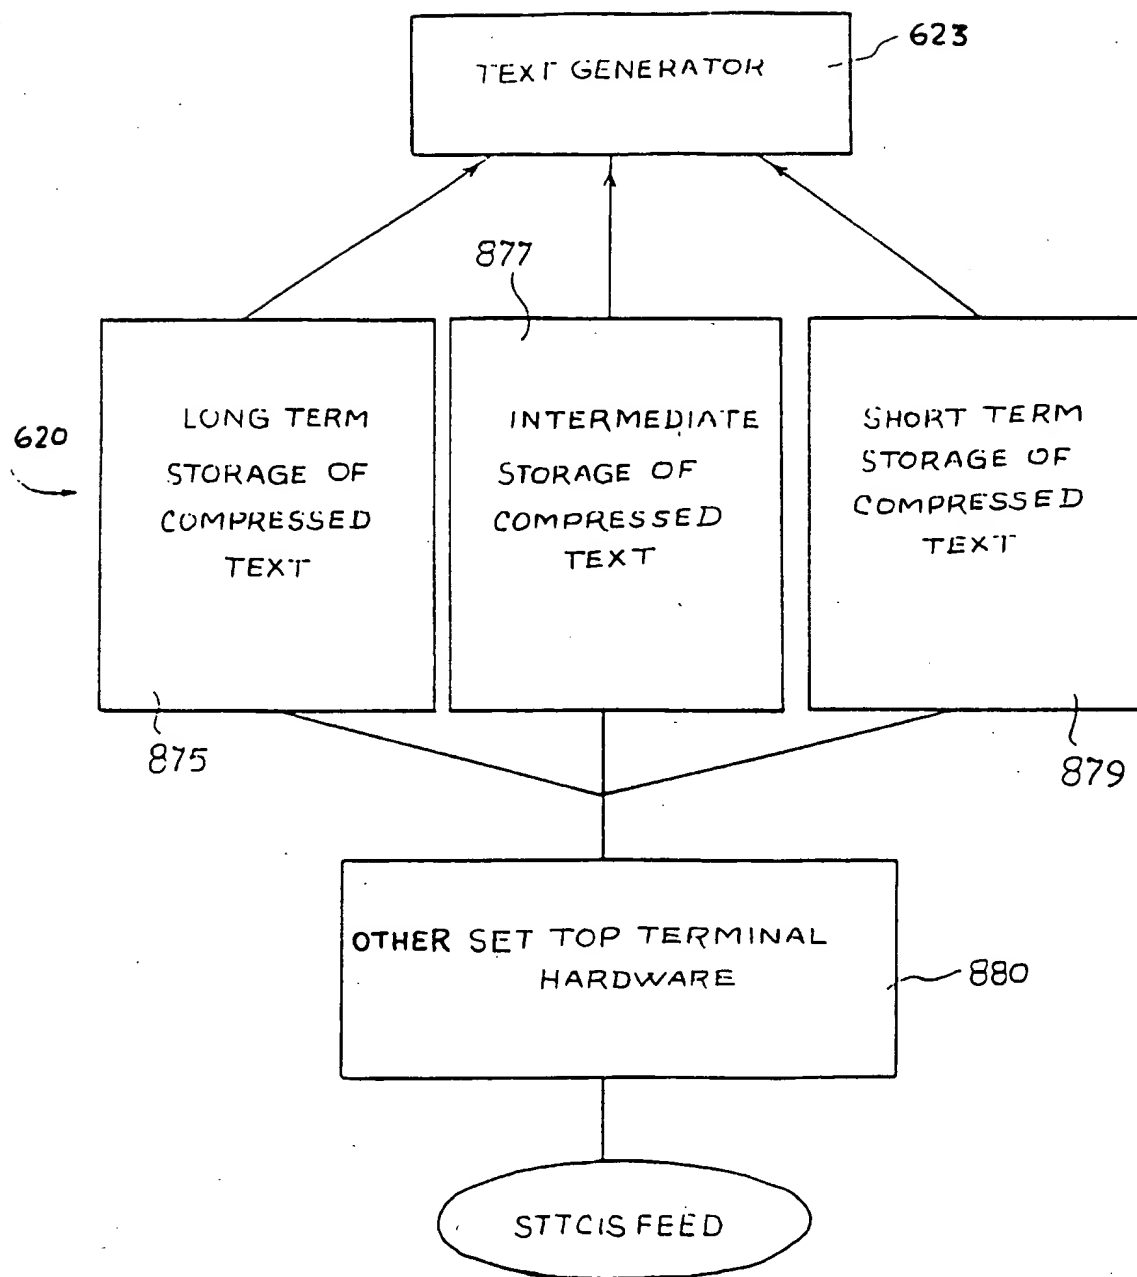 TEXT GENERATOR
623
877
620
LONG TERM
STORAGE OF
COMPRESSED
TEXT
INTERMEDIATE
STORAGE OF
COMPRESSED
TEXT
SHORT TERM
STORAGE OF
COMPRESSED
TEXT
875
879
OTHER SET TOP TERMINAL
HARDWARE
880
STTCIS FEED